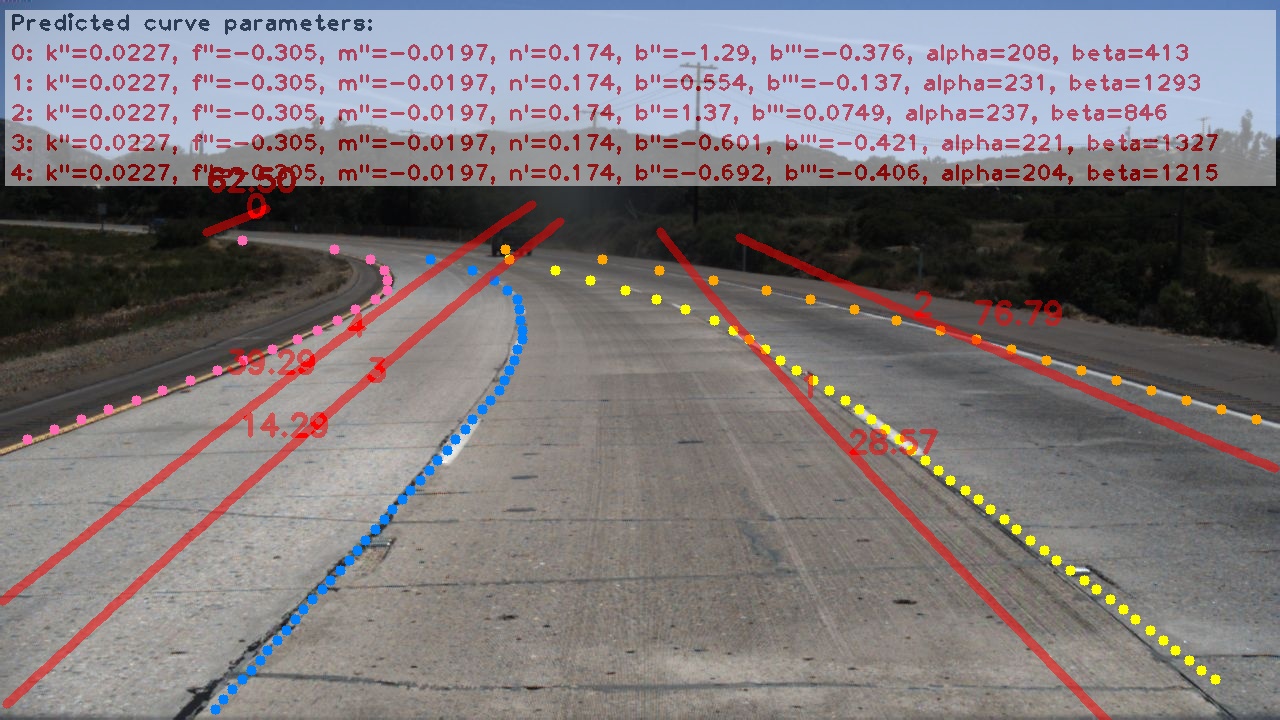 Predicted curve parameters:
0: k''=0.0227, f''=−0.305, m''=−0.0197, n'=0.174, b''=−1.29, b'''=−0.376, alpha=208, beta=413
1: k''=0.0227, f''=−0.305, m''=−0.0197, n'=0.174, b''=0.554, b'''=−0.137, alpha=231, beta=1293
2: k''=0.0227, f''=−0.305, m''=−0.0197, n'=0.174, b''=1.37, b'''=0.0749, alpha=237, beta=846
3: k''=0.0227, f''=−0.305, m''=−0.0197, n'=0.174, b''=−0.601, b'''=−0.421, alpha=221, beta=1327
4: k''=0.0227, f''=−0.305, m''=−0.0197, n'=0.174, b''=−0.692, b'''=−0.406, alpha=204, beta=1215
62.50
0
2
76.79
4
39.29
3
1
14.29
28.57